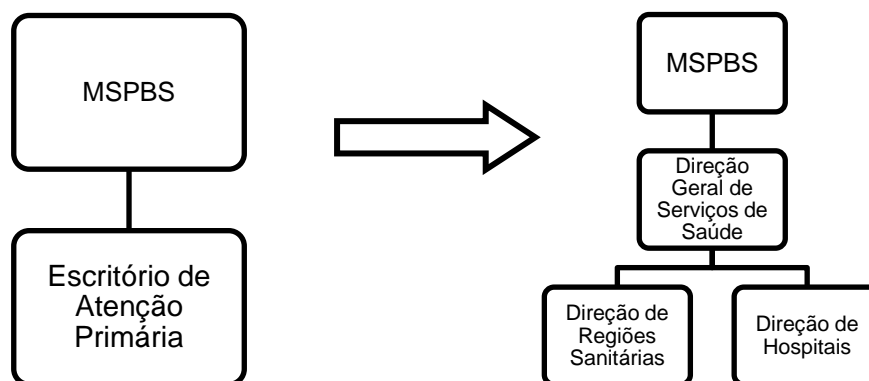 MSPBS
Escritório de
Atenção
Primária
MSPBS
Direção
Geral de
Serviços de
Saúde
Direção de
Regiões
Sanitárias
Direção de
Hospitais